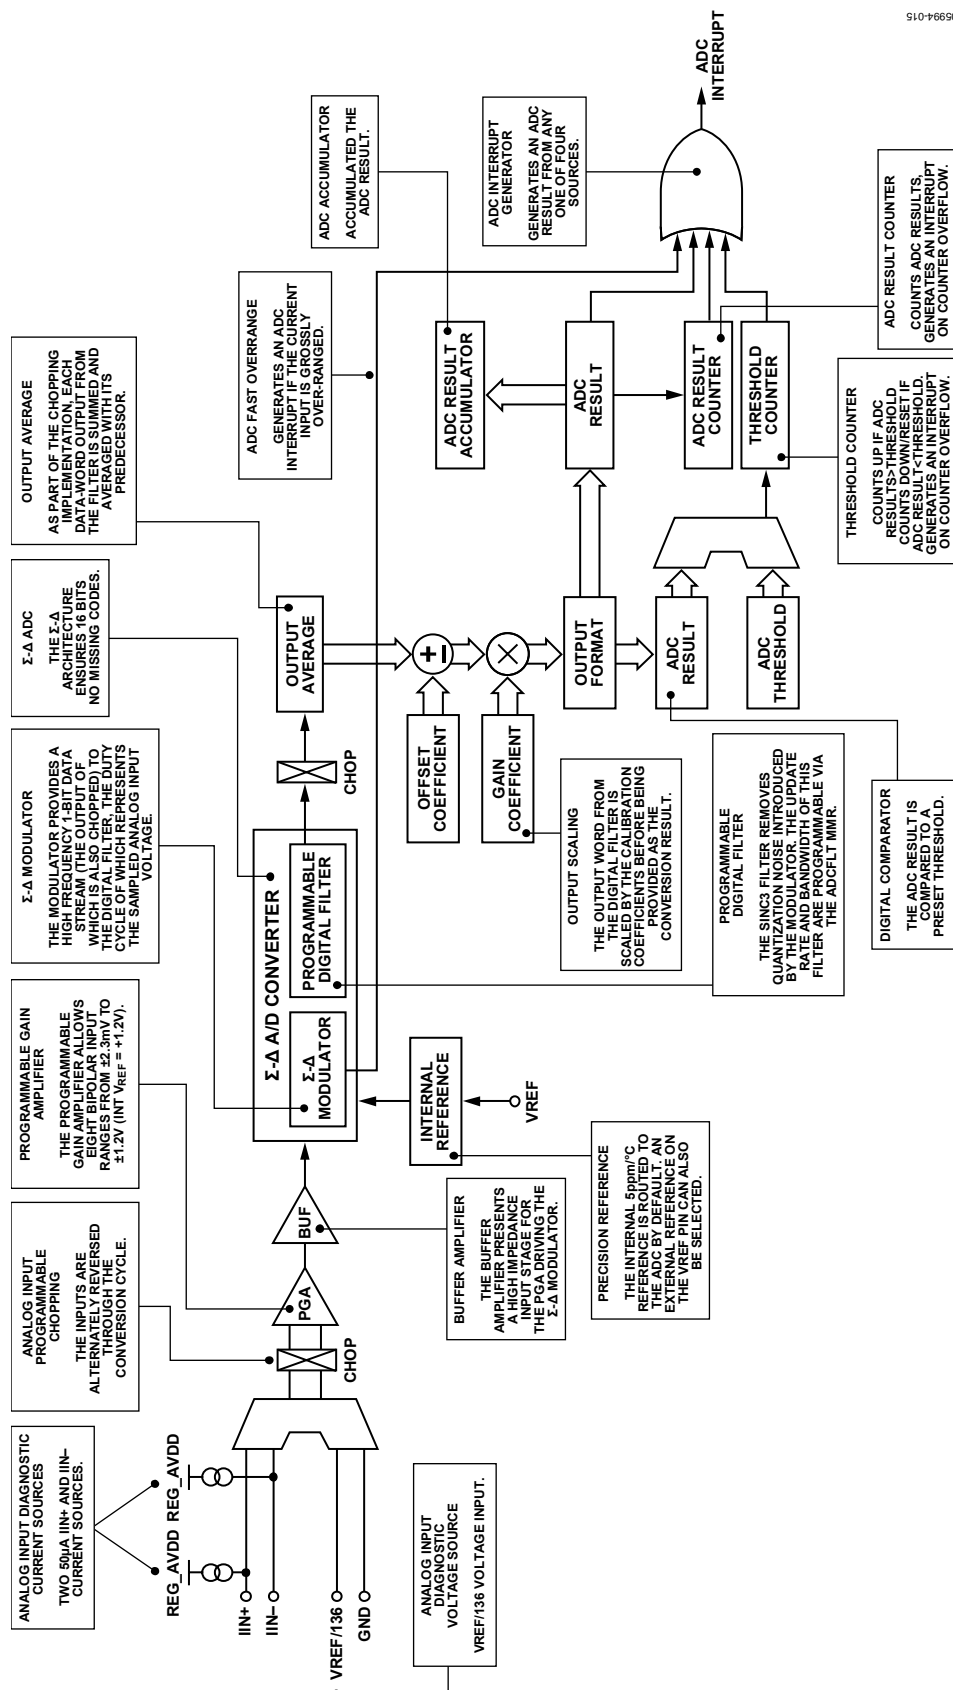 ANALOG INPUT DIAGNOSTIC
CURRENT SOURCES
TWO 50µA IIN+ AND IIN–
CURRENT SOURCES.
ANALOG INPUT
PROGRAMMABLE
CHOPPING
THE INPUTS ARE
ALTERNATELY REVERSED
THROUGH THE
CONVERSION CYCLE.
PROGRAMMABLE GAIN
AMPLIFIER
THE PROGRAMMABLE
GAIN AMPLIFIER ALLOWS
EIGHT BIPOLAR INPUT
RANGES FROM ±2.3mV TO
±1.2V (INT VREF = +1.2V).
Σ-Δ MODULATOR
THE MODULATOR PROVIDES A
HIGH FREQUENCY 1-BIT DATA
STREAM (THE OUTPUT OF
WHICH IS ALSO CHOPPED) TO
THE DIGITAL FILTER, THE DUTY
CYCLE OF WHICH REPRESENTS
THE SAMPLED ANALOG INPUT
VOLTAGE.
Σ-Δ ADC
THE Σ-Δ
ARCHITECTURE
ENSURES 16 BITS
NO MISSING CODES.
OUTPUT AVERAGE
AS PART OF THE CHOPPING
IMPLEMENTATION, EACH
DATA-WORD OUTPUT FROM
THE FILTER IS SUMMED AND
AVERAGED WITH ITS
PREDECESSOR.
ADC FAST OVERRANGE
GENERATES AN ADC
INTERRUPT IF THE CURRENT
INPUT IS GROSSLY
OVER-RANGED.
ADC ACCUMULATOR
ACCUMULATED THE
ADC RESULT.
ADC INTERRUPT
GENERATOR
GENERATES AN ADC
RESULT FROM ANY
ONE OF FOUR
SOURCES.
REG_AVDD
REG_AVDD
IIN+
IIN–
VREF/136
GND
CHOP
PGA
BUF
Σ-Δ A/D CONVERTER
Σ-Δ
MODULATOR
PROGRAMMABLE
DIGITAL FILTER
CHOP
OUTPUT
AVERAGE
INTERNAL
REFERENCE
VREF
OFFSET
COEFFICIENT
GAIN
COEFFICIENT
OUTPUT
FORMAT
ADC RESULT
ACCUMULATOR
ADC
RESULT
ADC RESULT
COUNTER
THRESHOLD
COUNTER
ADC
RESULT
ADC
THRESHOLD
ADC
INTERRUPT
ANALOG INPUT
DIAGNOSTIC
VOLTAGE SOURCE
VREF/136 VOLTAGE INPUT.
BUFFER AMPLIFIER
THE BUFFER
AMPLIFIER PRESENTS
A HIGH IMPEDANCE
INPUT STAGE FOR
THE PGA DRIVING THE
Σ-Δ MODULATOR.
PRECISION REFERENCE
THE INTERNAL 5ppm/°C
REFERENCE IS ROUTED TO
THE ADC BY DEFAULT. AN
EXTERNAL REFERENCE ON
THE VREF PIN CAN ALSO
BE SELECTED.
OUTPUT SCALING
THE OUTPUT WORD FROM
THE DIGITAL FILTER IS
SCALED BY THE CALIBRATION
COEFFICIENTS BEFORE BEING
PROVIDED AS THE
CONVERSION RESULT.
PROGRAMMABLE
DIGITAL FILTER
THE SINC3 FILTER REMOVES
QUANTIZATION NOISE INTRODUCED
BY THE MODULATOR. THE UPDATE
RATE AND BANDWIDTH OF THIS
FILTER ARE PROGRAMMABLE VIA
THE ADCFLT MMR.
DIGITAL COMPARATOR
THE ADC RESULT IS
COMPARED TO A
PRESET THRESHOLD.
THRESHOLD COUNTER
COUNTS UP IF ADC
RESULTS>THRESHOLD
COUNTS DOWN/RESET IF
ADC RESULT<THRESHOLD.
GENERATES AN INTERRUPT
ON COUNTER OVERFLOW.
ADC RESULT COUNTER
COUNTS ADC RESULTS,
GENERATES AN INTERRUPT
ON COUNTER OVERFLOW.